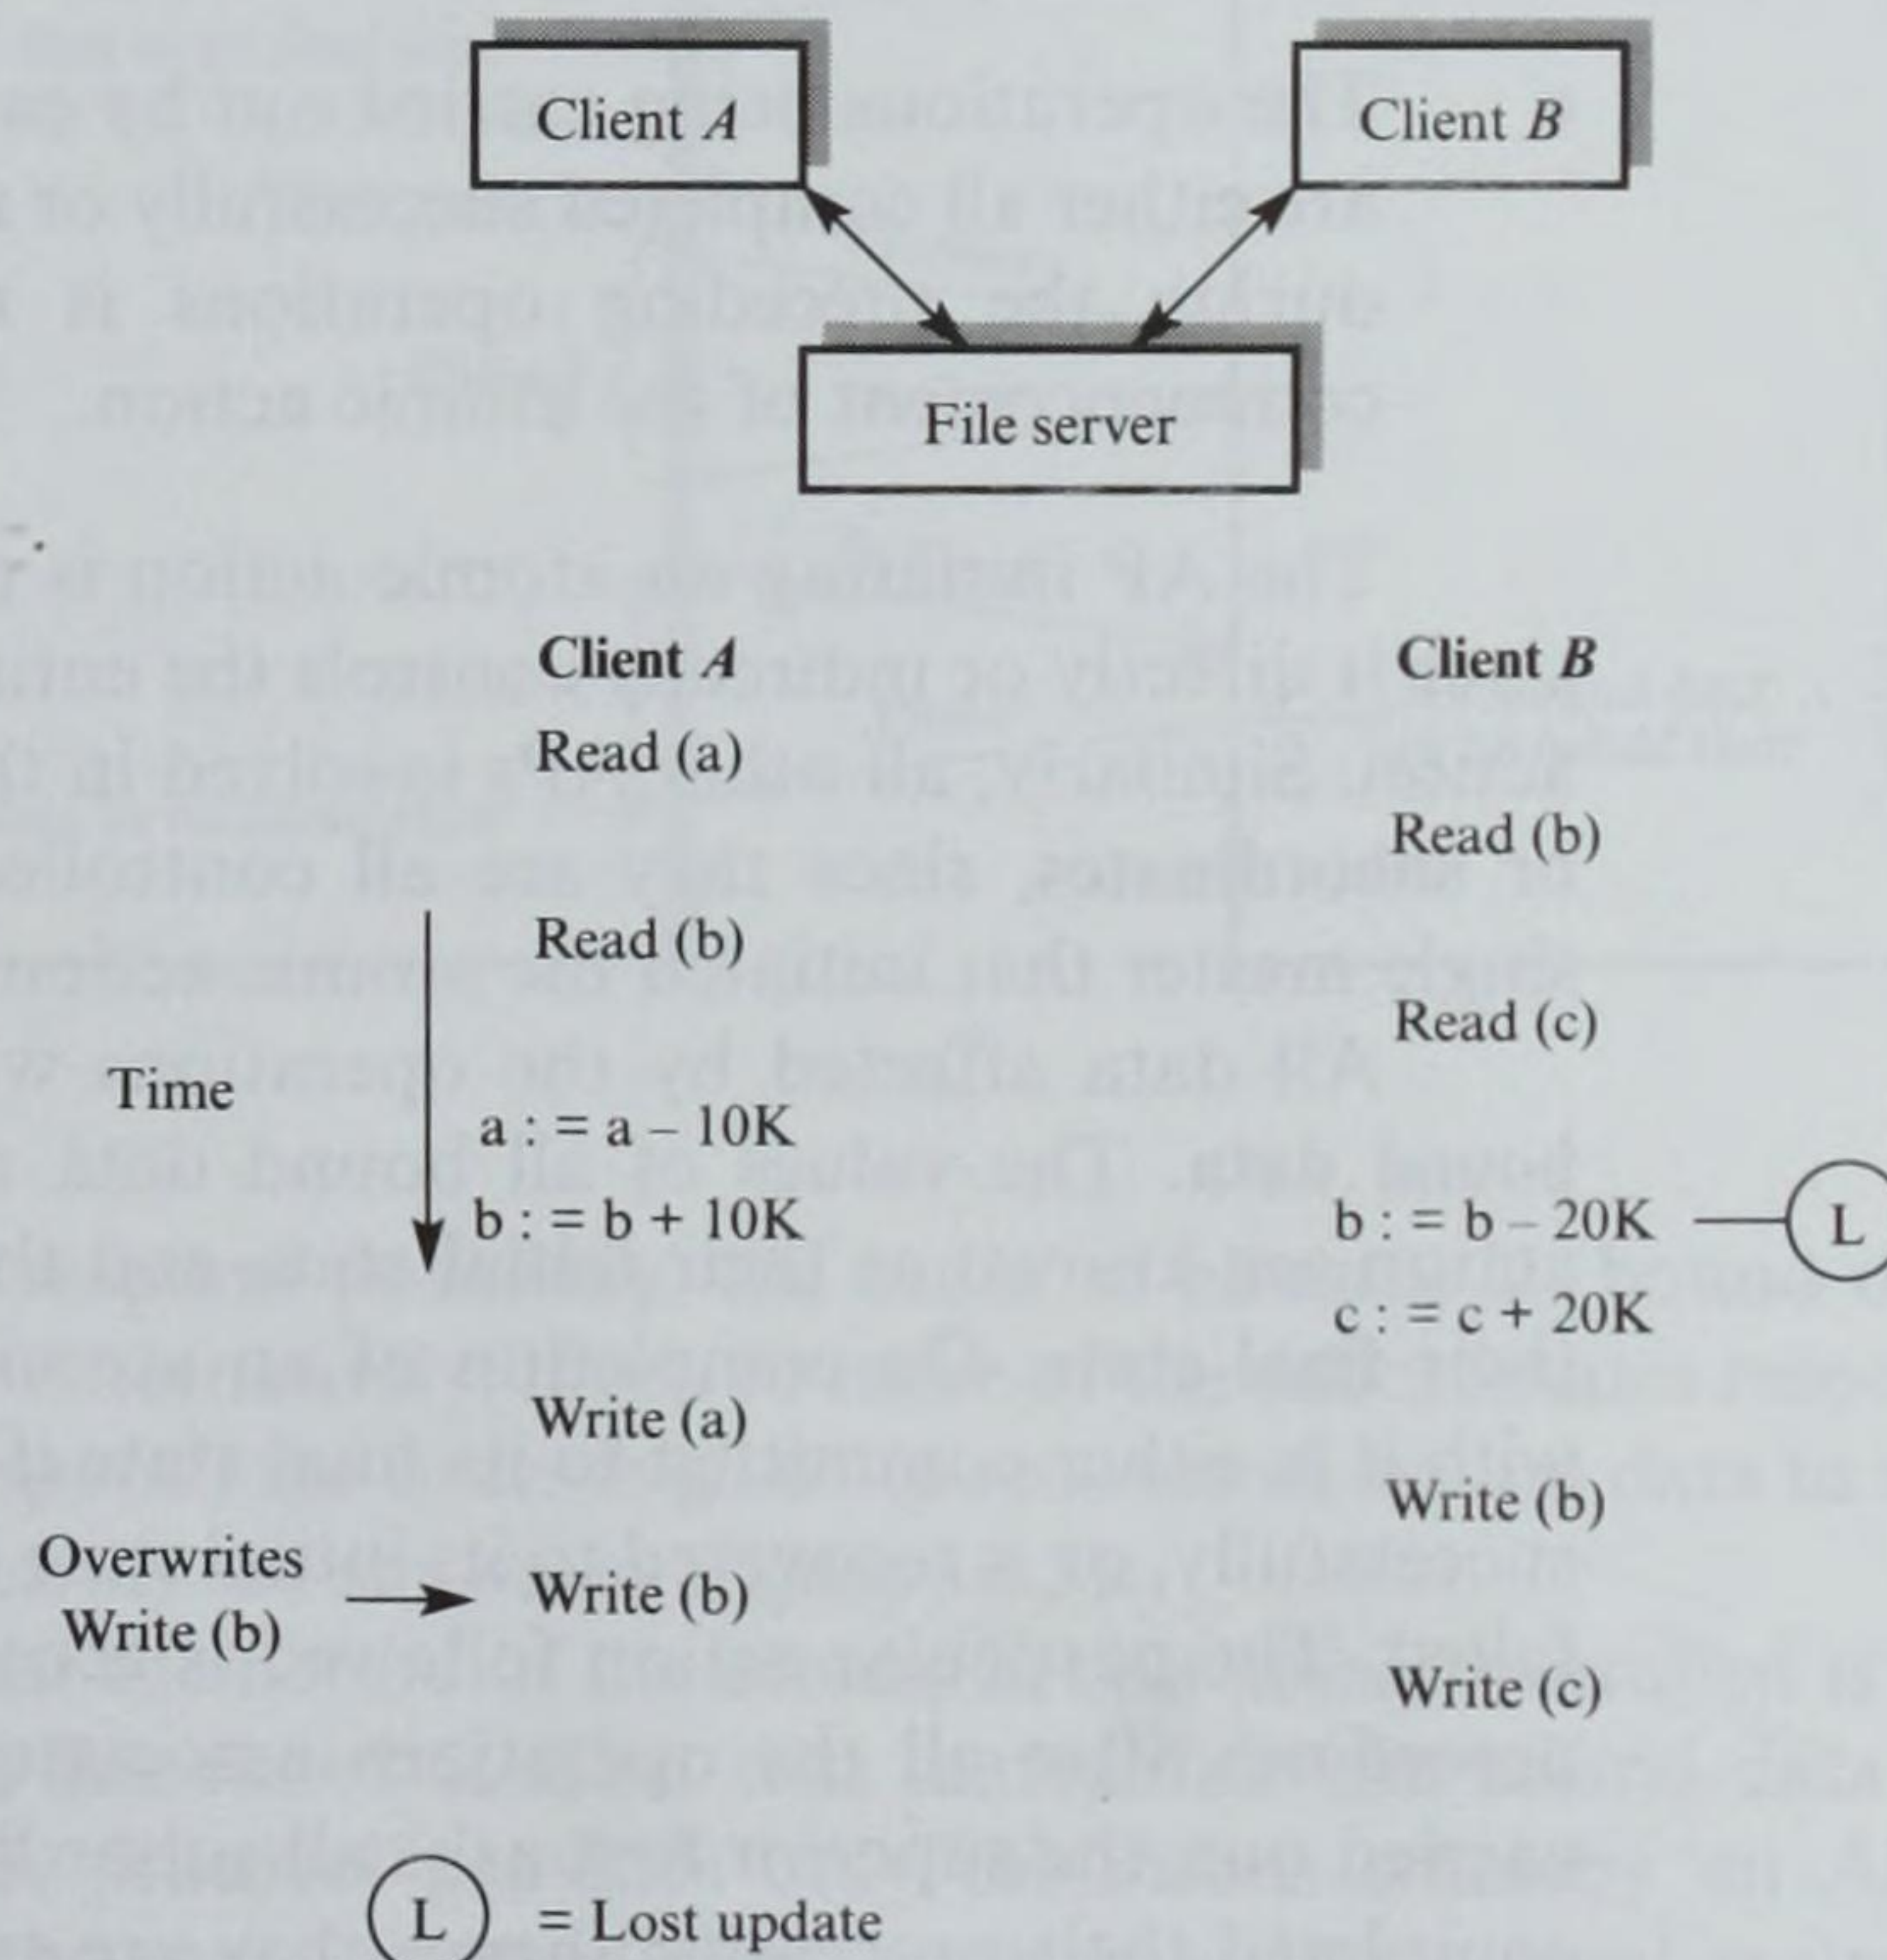 Client A
Client B
File server
Client A
Client B
Read (a)
Read (b)
Read (b)
Read (c)
Time
a : = a – 10K
b : = b + 10K
b : = b – 20K
L
c : = c + 20K
Write (a)
Write (b)
Overwrites
Write (b)
Write (b)
Write (c)
L
= Lost update